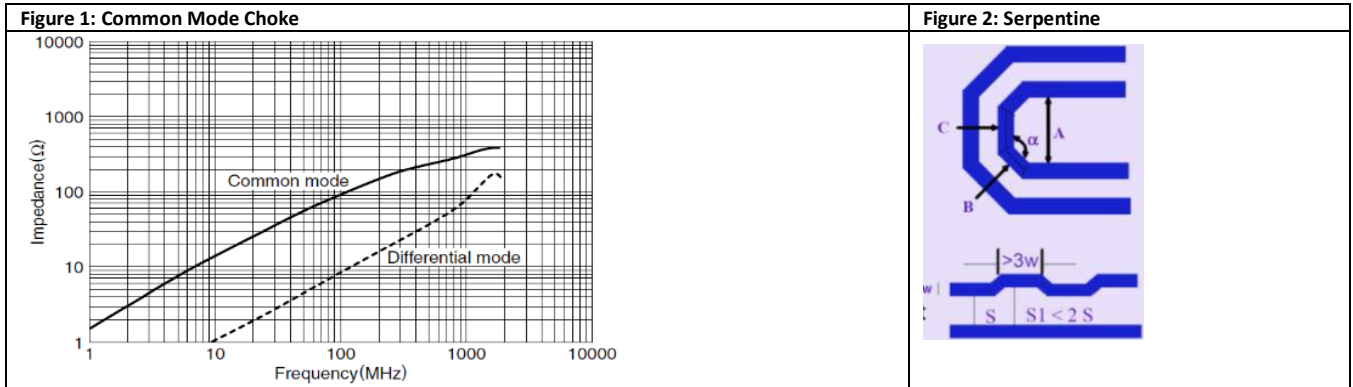 Figure 1: Common Mode Choke
10000
1000
100
10
1
Impedance(Ω)
Common mode
Differential mode
1
10
100
1000
10000
Frequency(MHz)
Figure 2: Serpentine
C
A
α
B
>3w
w
S
S1 < 2 S